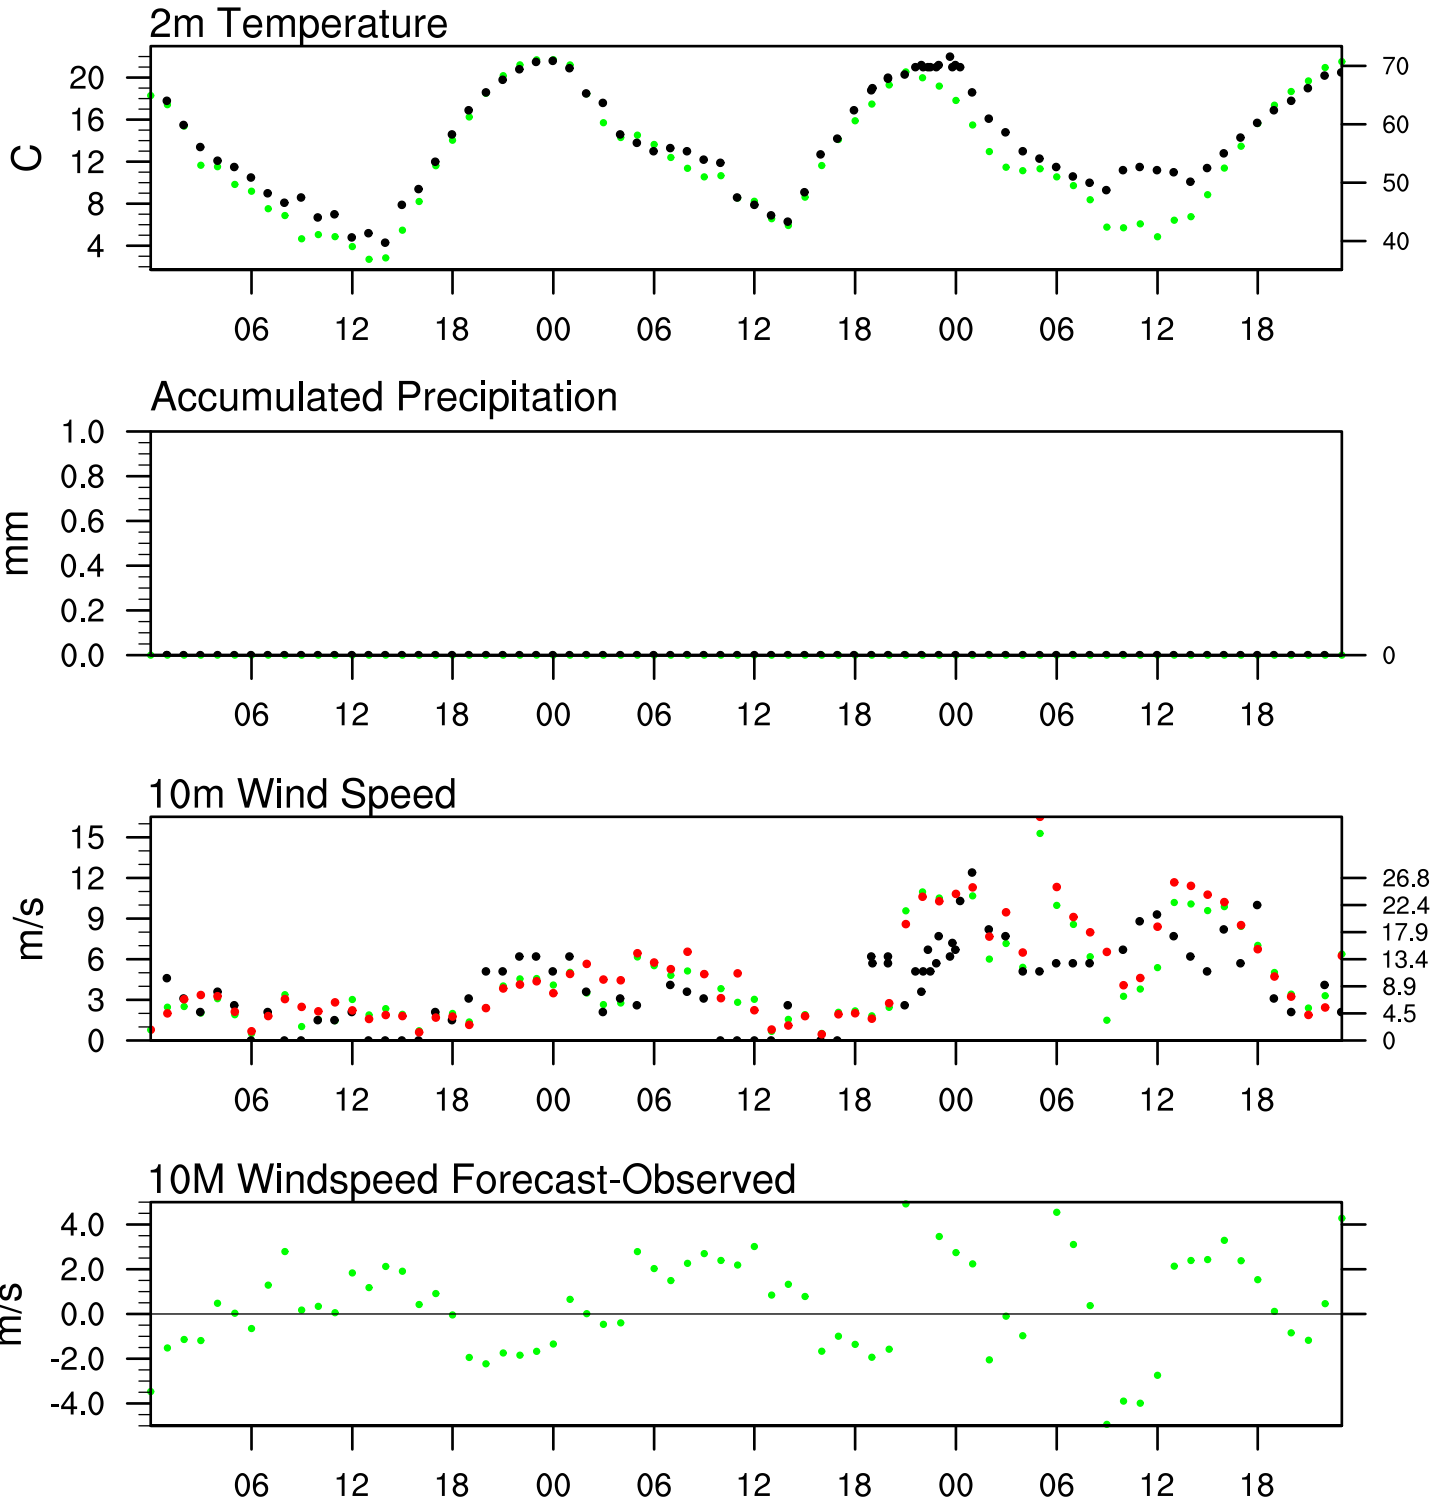 2m Temperature
20
16
12
8
4
C
70
60
50
40
06 12 18 00 06 12 18 00 06 12 18
Accumulated Precipitation
1.0
0.8
0.6
0.4
0.2
0.0
mm
0
06 12 18 00 06 12 18 00 06 12 18
10m Wind Speed
15
12
9
6
3
0
m/s
26.8
22.4
17.9
13.4
8.9
4.5
0
06 12 18 00 06 12 18 00 06 12 18
10M Windspeed Forecast-Observed
4.0
2.0
0.0
-2.0
-4.0
m/s
06 12 18 00 06 12 18 00 06 12 18